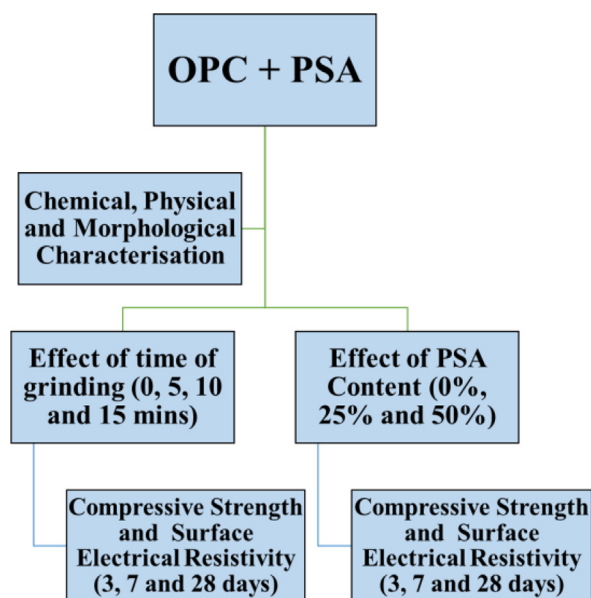 OPC + PSA
Chemical, Physical
and Morphological
Characterisation
Effect of time of
grinding (0, 5, 10
and 15 mins)
Effect of PSA
Content (0%,
25% and 50%)
Compressive Strength
and Surface
Electrical Resistivity
(3, 7 and 28 days)
Compressive Strength
and Surface
Electrical Resistivity
(3, 7 and 28 days)